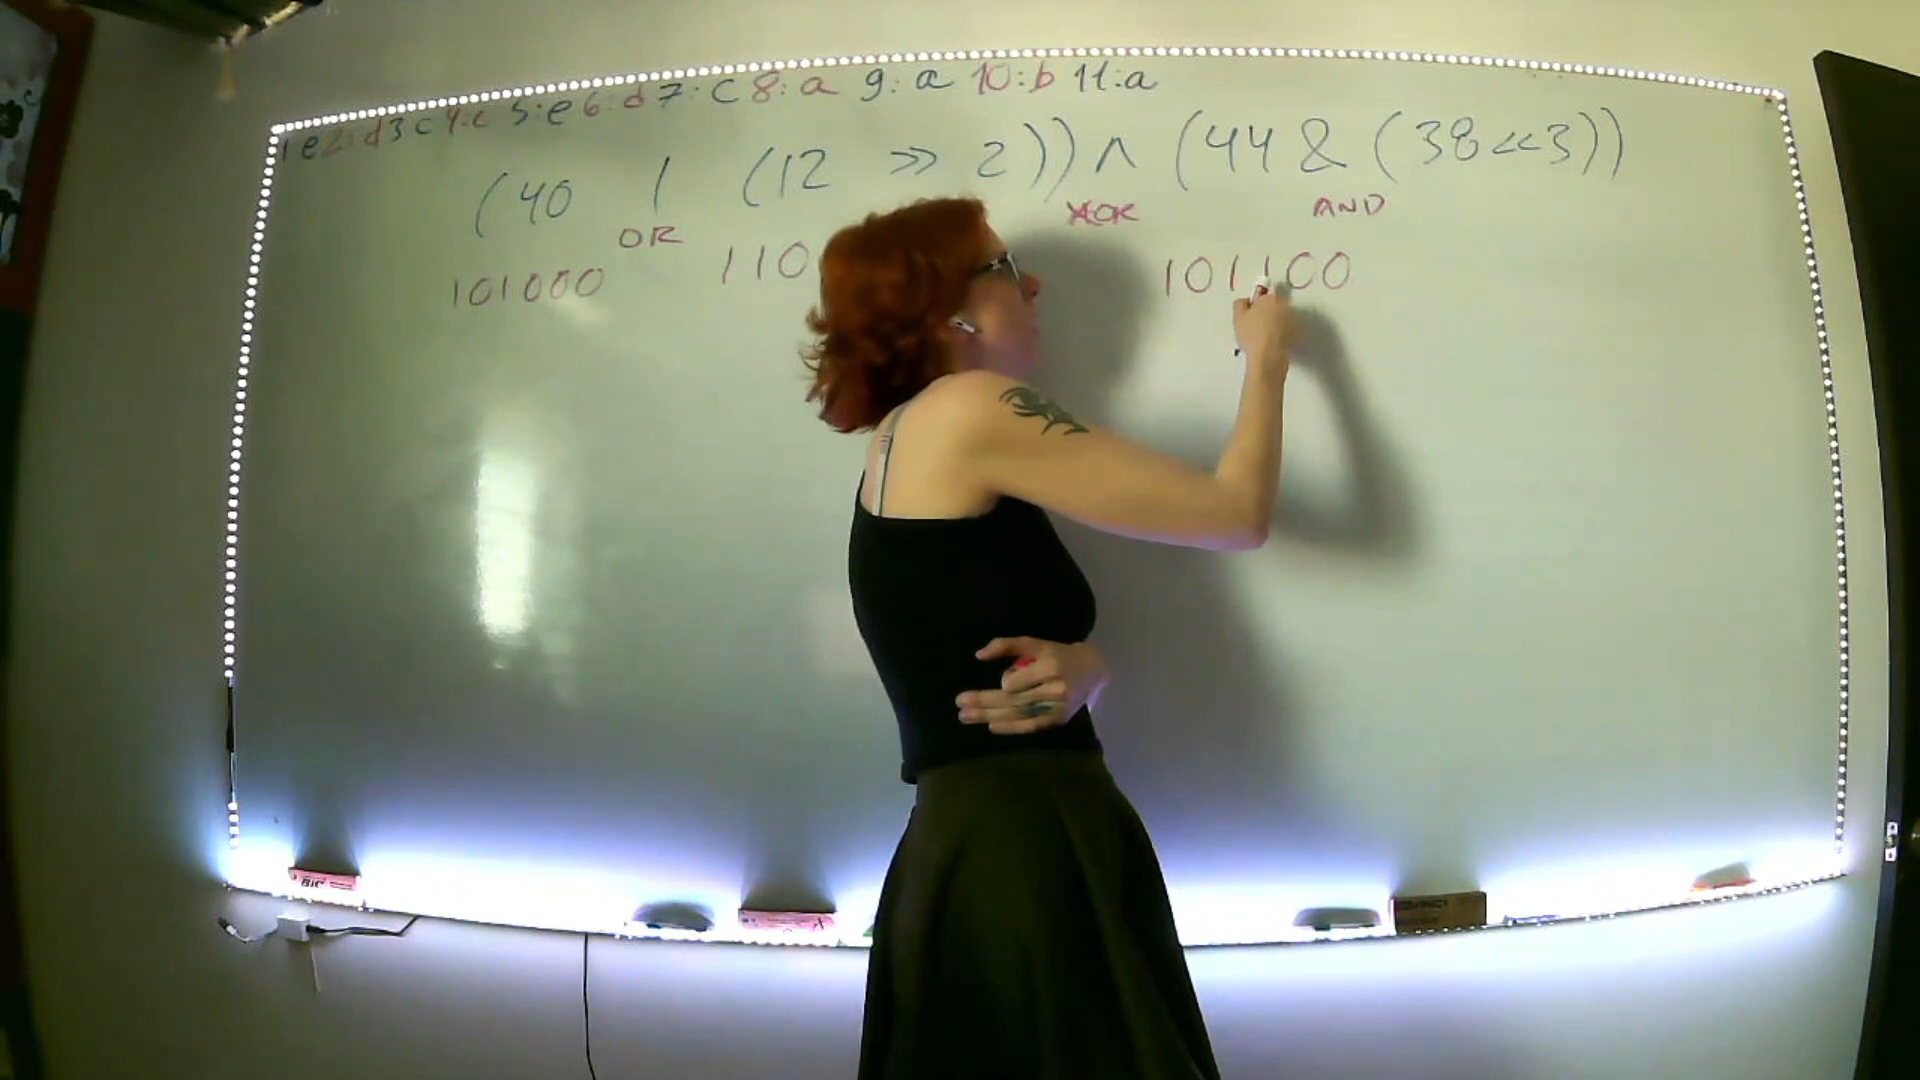 1 e 2: d 3 c 4: c 5: e 6: d 7: c 8: a 9: a 10: b 11: a
(40 | (12 >> 2)) ^ (44 & (38 << 3))
OR XOR AND
101000 110 101100
BIC